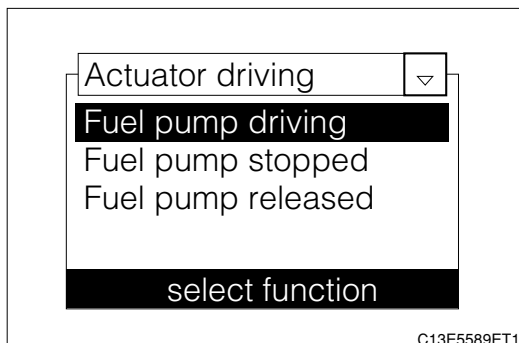 Actuator driving
Fuel pump driving
Fuel pump stopped
Fuel pump released
select function
C13E5589ET1